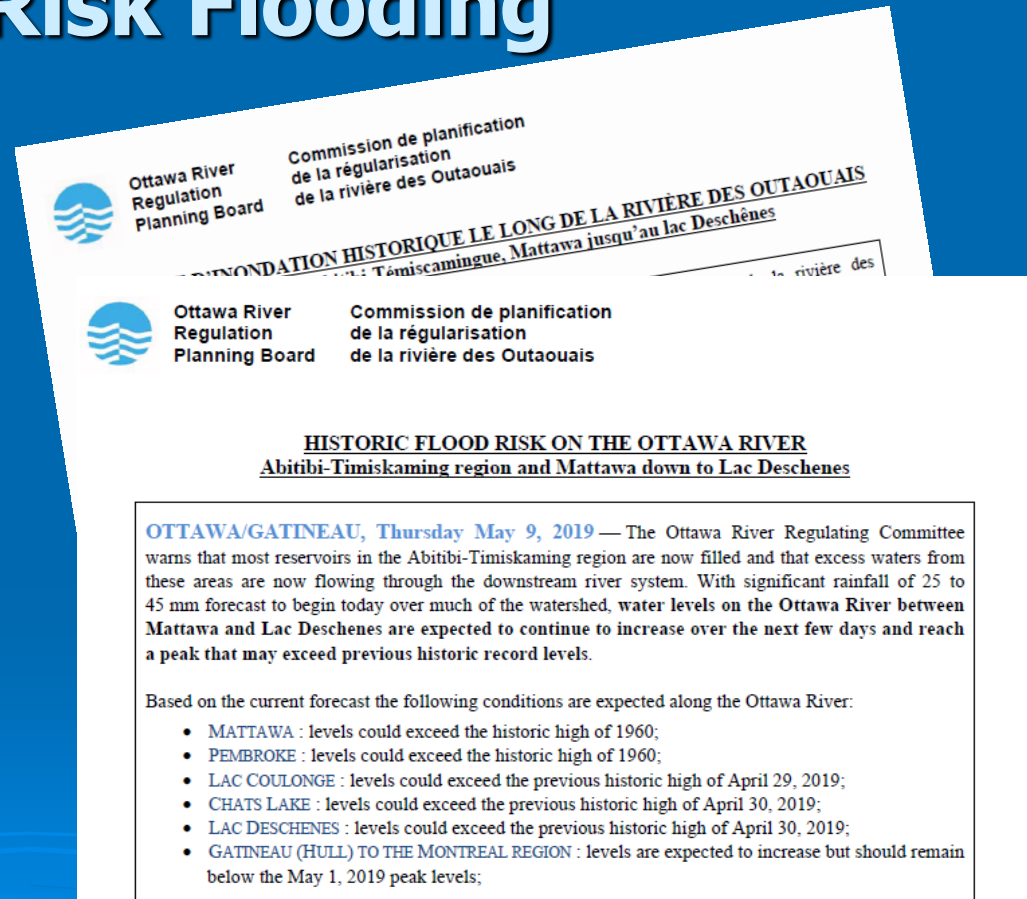 Risk Flooding
Ottawa River
Regulation
Planning Board
Commission de planification
de la régularisation
de la rivière des Outaouais
D'INONDATION HISTORIQUE LE LONG DE LA RIVIÈRE DES OUTAOUAIS
Témiscamingue, Mattawa jusqu'au lac Deschênes
rivière des
Ottawa River
Regulation
Planning Board
Commission de planification
de la régularisation
de la rivière des Outaouais
HISTORIC FLOOD RISK ON THE OTTAWA RIVER
Abitibi-Timiskaming region and Mattawa down to Lac Deschenes
OTTAWA/GATINEAU, Thursday May 9, 2019 — The Ottawa River Regulating Committee
warns that most reservoirs in the Abitibi-Timiskaming region are now filled and that excess waters from
these areas are now flowing through the downstream river system. With significant rainfall of 25 to
45 mm forecast to begin today over much of the watershed, water levels on the Ottawa River between
Mattawa and Lac Deschenes are expected to continue to increase over the next few days and reach
a peak that may exceed previous historic record levels.
Based on the current forecast the following conditions are expected along the Ottawa River:
• MATTAWA : levels could exceed the historic high of 1960;
• PEMBROKE : levels could exceed the historic high of 1960;
• LAC COULONGE : levels could exceed the previous historic high of April 29, 2019;
• CHATS LAKE : levels could exceed the previous historic high of April 30, 2019;
• LAC DESCHENES : levels could exceed the previous historic high of April 30, 2019;
• GATINEAU (HULL) TO THE MONTREAL REGION : levels are expected to increase but should remain
below the May 1, 2019 peak levels;